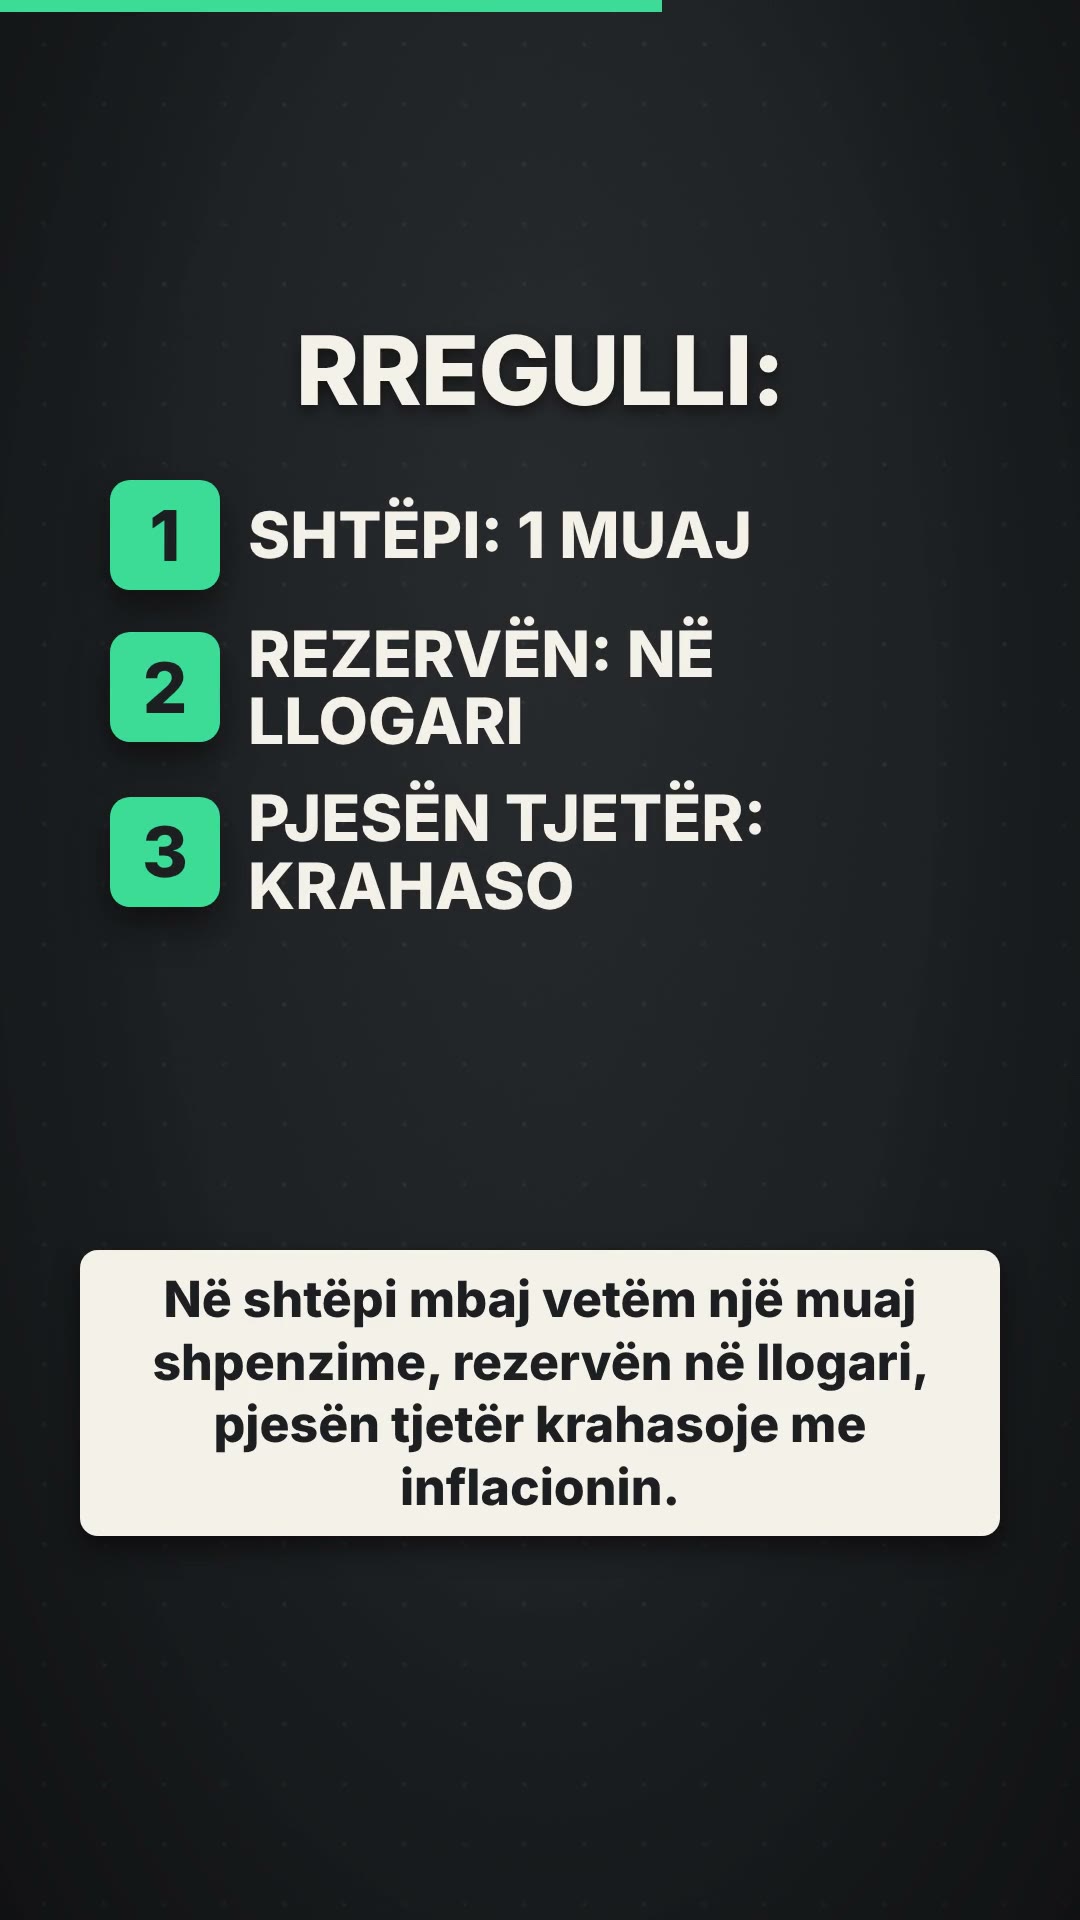 RREGULLI:
1 SHTËPI: 1 MUAJ
2 REZERVËN: NË
LLOGARI
3 PJESËN TJETËR:
KRAHASO
Në shtëpi mbaj vetëm një muaj
shpenzime, rezervën në llogari,
pjesën tjetër krahasoje me
inflacionin.